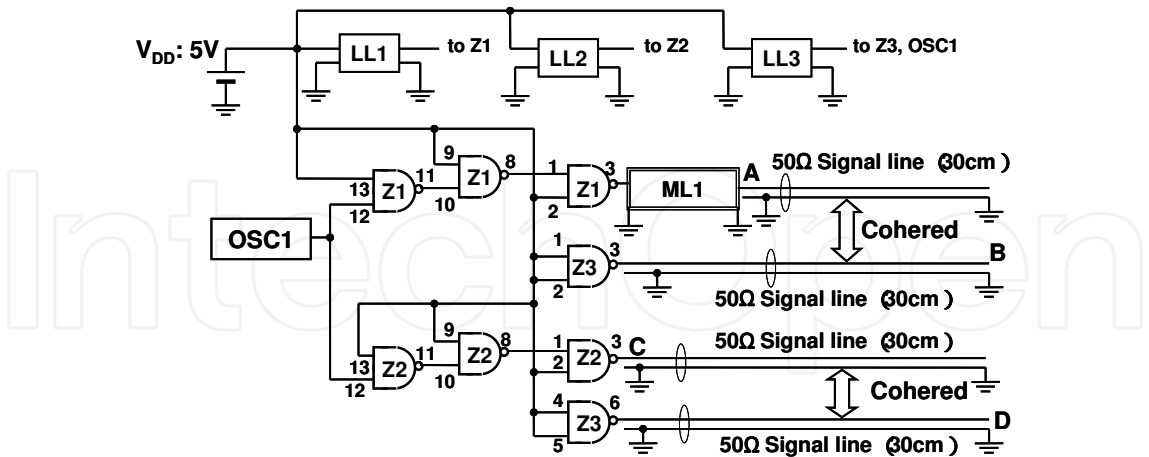 V_DD: 5V
LL1
to Z1
LL2
to Z2
LL3
to Z3, OSC1
9
8
Z1
11
10
13
Z1
12
1
3
Z1
2
ML1
A
50Ω Signal line (30cm)
OSC1
Cohered
1
3
Z3
2
B
50Ω Signal line (30cm)
9
8
Z2
11
10
13
Z2
12
1
3
Z2
2
C
50Ω Signal line (30cm)
Cohered
4
6
Z3
5
D
50Ω Signal line (30cm)
IntechOpen